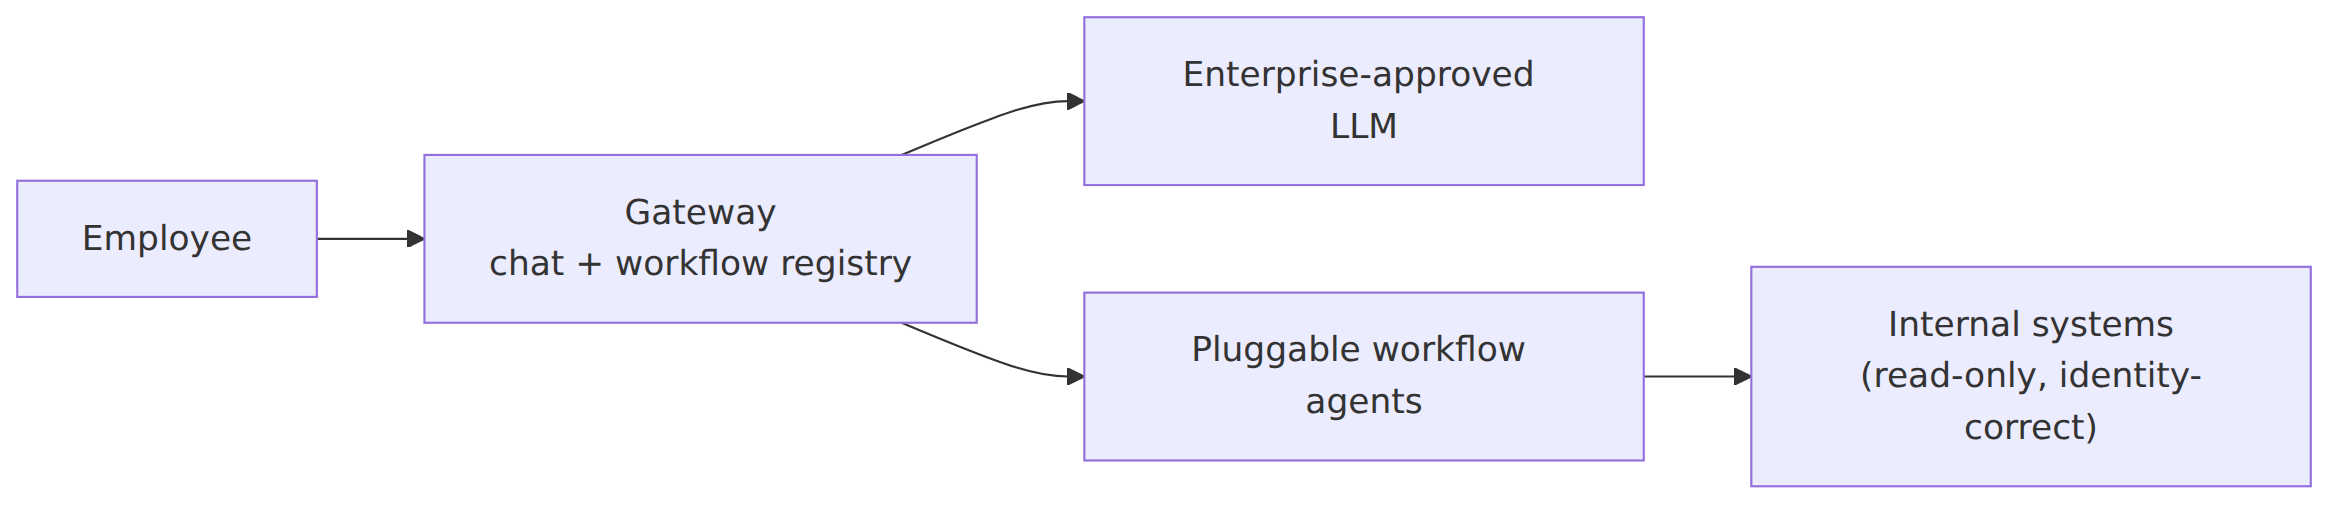 Employee
Gateway
chat + workflow registry
Enterprise-approved
LLM
Pluggable workflow
agents
Internal systems
(read-only, identity-
correct)